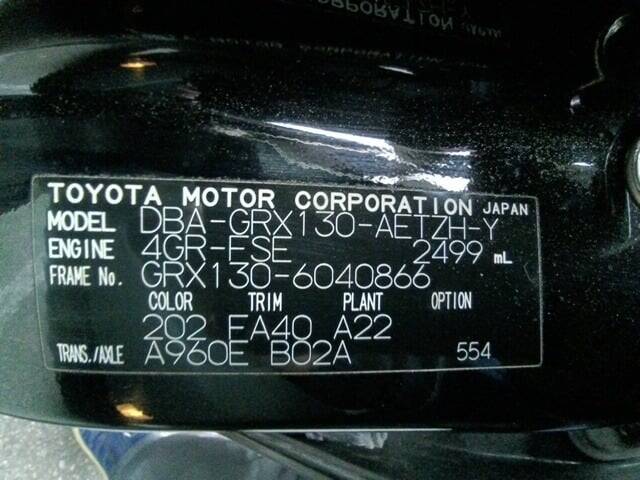 TOYOTA MOTOR CORPORATION JAPAN
MODEL DBA-GRX130-AETZH-Y
ENGINE 4GR-FSE 2499 mL
FRAME No. GRX130-6040866
COLOR TRIM PLANT OPTION
202 FA40 A22
TRANS./AXLE A960E B02A 554